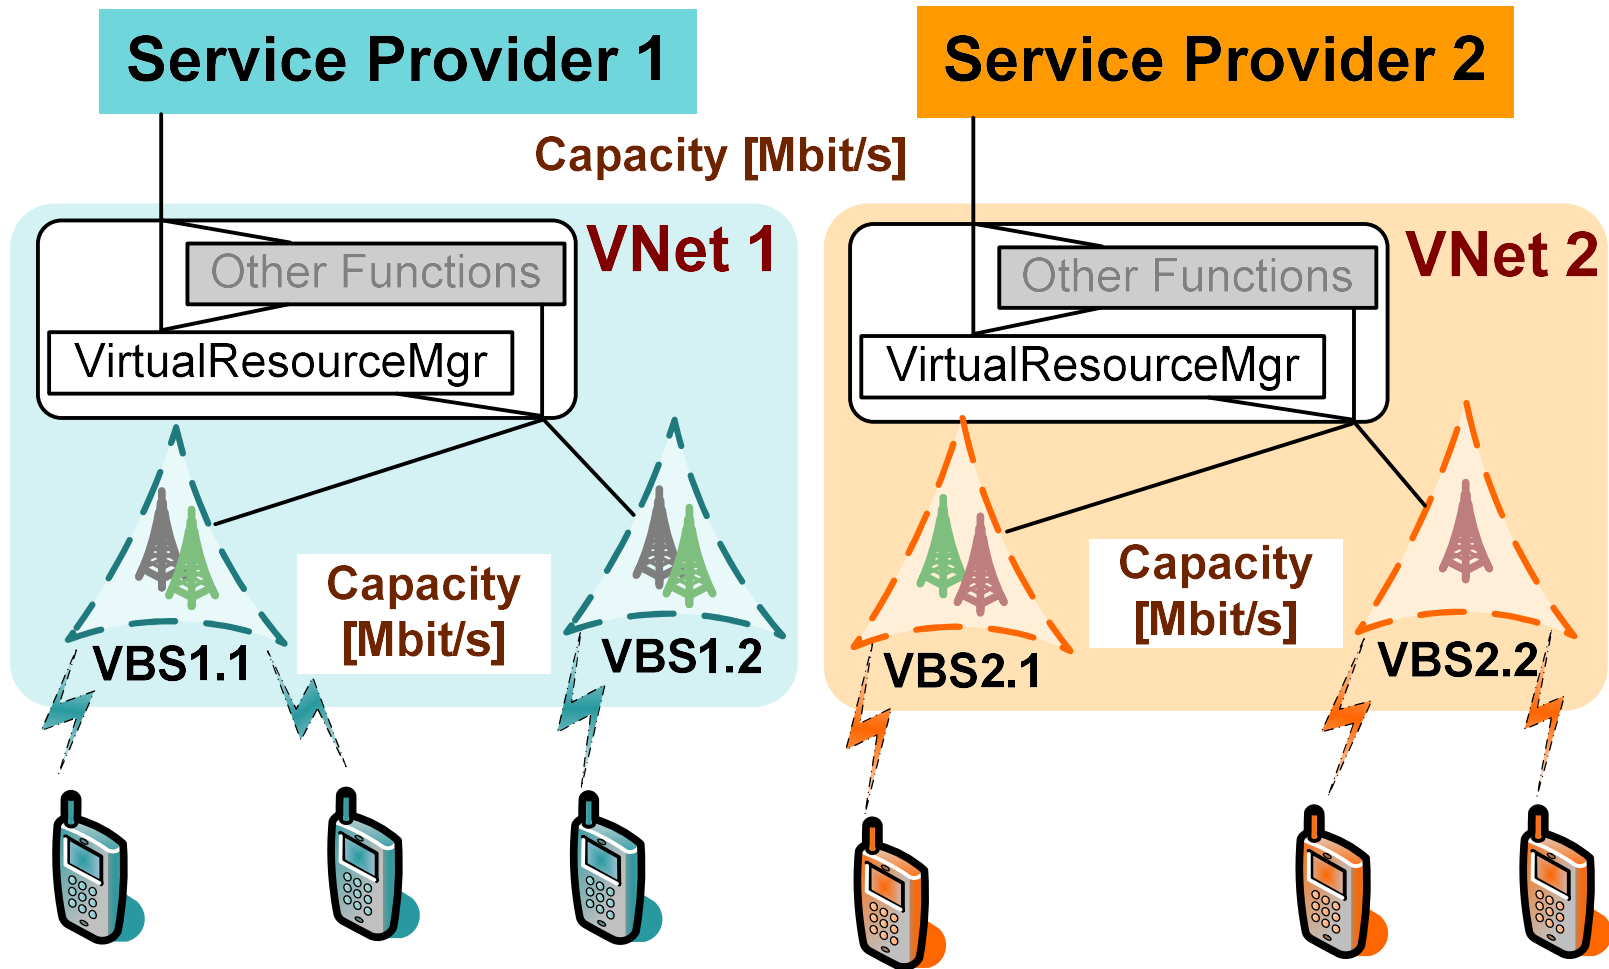 Service Provider 1
Service Provider 2
Capacity [Mbit/s]
VNet 1
VNet 2
Other Functions
Other Functions
VirtualResourceMgr
VirtualResourceMgr
Capacity
[Mbit/s]
Capacity
[Mbit/s]
VBS1.1
VBS1.2
VBS2.1
VBS2.2